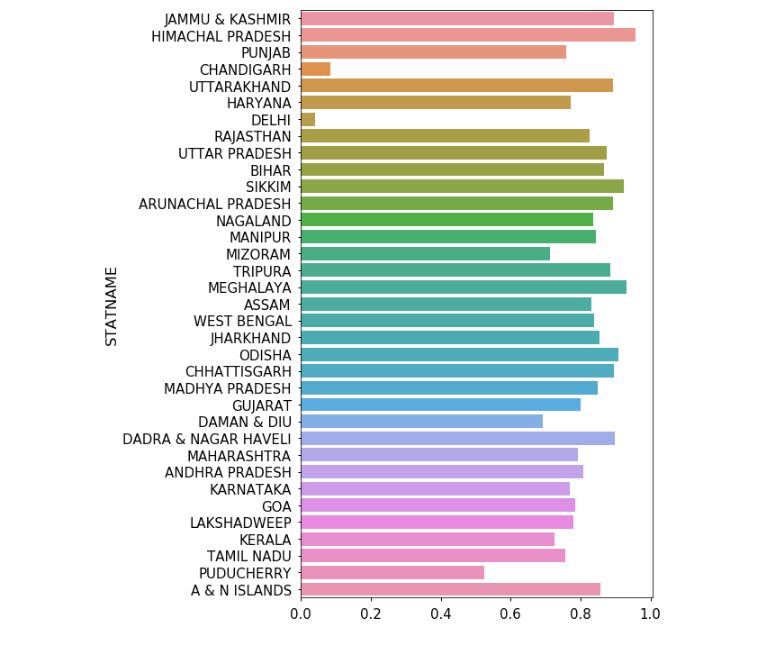 JAMMU & KASHMIR
HIMACHAL PRADESH
PUNJAB
CHANDIGARH
UTTARAKHAND
HARYANA
DELHI
RAJASTHAN
UTTAR PRADESH
BIHAR
SIKKIM
ARUNACHAL PRADESH
NAGALAND
MANIPUR
MIZORAM
TRIPURA
MEGHALAYA
ASSAM
WEST BENGAL
JHARKHAND
ODISHA
CHHATTISGARH
MADHYA PRADESH
GUJARAT
DAMAN & DIU
DADRA & NAGAR HAVELI
MAHARASHTRA
ANDHRA PRADESH
KARNATAKA
GOA
LAKSHADWEEP
KERALA
TAMIL NADU
PUDUCHERRY
A & N ISLANDS
STATNAME
0.0 0.2 0.4 0.6 0.8 1.0